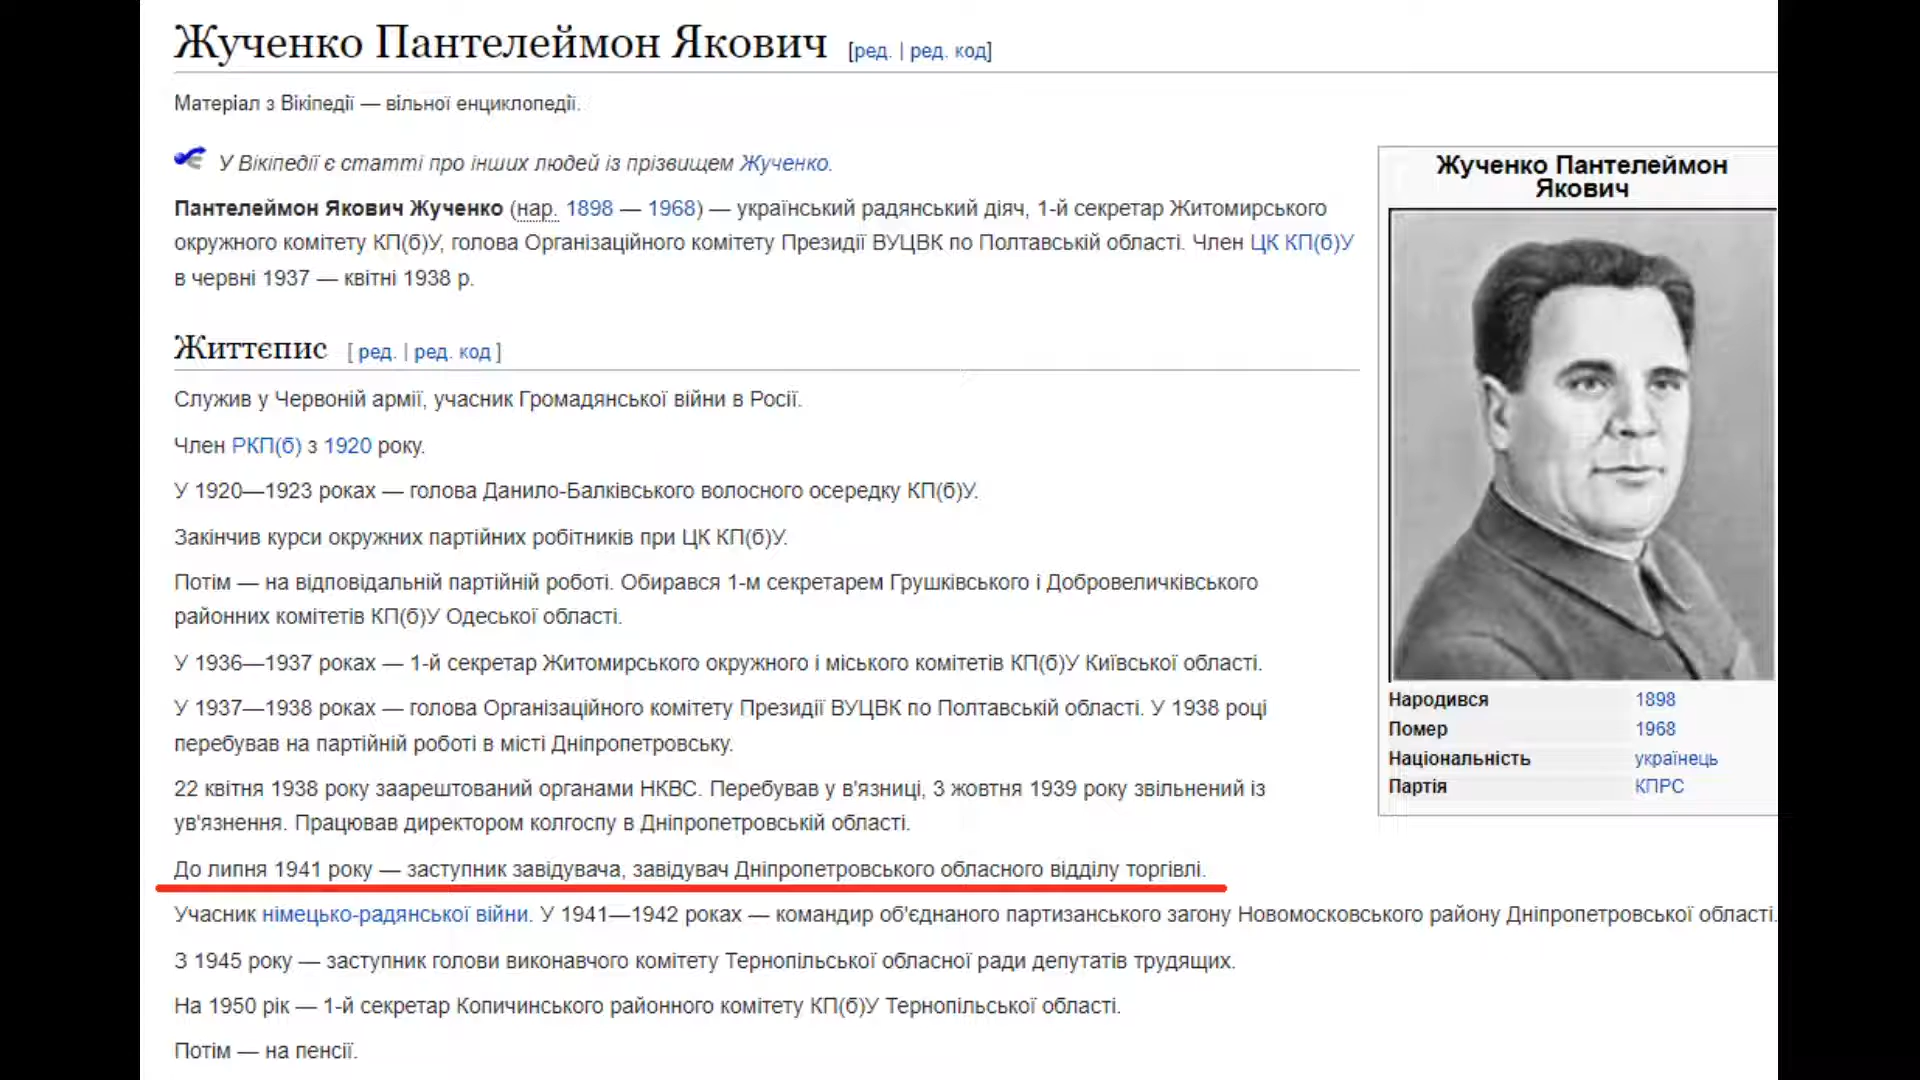 Жученко Пантелеймон Якович [ред. | ред. код]
Матеріал з Вікіпедії — вільної енциклопедії.
У Вікіпедії є статті про інших людей із прізвищем Жученко.
Пантелеймон Якович Жученко (нар. 1898 — 1968) — український радянський діяч, 1-й секретар Житомирського
окружного комітету КП(б)У, голова Організаційного комітету Президії ВУЦВК по Полтавській області. Член ЦК КП(б)У
в червні 1937 — квітні 1938 р.
Життєпис [ ред. | ред. код ]
Служив у Червоній армії, учасник Громадянської війни в Росії.
Член РКП(б) з 1920 року.
У 1920—1923 роках — голова Данило-Балківського волосного осередку КП(б)У.
Закінчив курси окружних партійних робітників при ЦК КП(б)У.
Потім — на відповідальній партійній роботі. Обирався 1-м секретарем Грушківського і Добровеличківського
районних комітетів КП(б)У Одеської області.
У 1936—1937 роках — 1-й секретар Житомирського окружного і міського комітетів КП(б)У Київської області.
У 1937—1938 роках — голова Організаційного комітету Президії ВУЦВК по Полтавській області. У 1938 році
перебував на партійній роботі в місті Дніпропетровську.
22 квітня 1938 року заарештований органами НКВС. Перебував у в'язниці, 3 жовтня 1939 року звільнений із
ув'язнення. Працював директором колгоспу в Дніпропетровській області.
До липня 1941 року — заступник завідувача, завідувач Дніпропетровського обласного відділу торгівлі.
Учасник німецько-радянської війни. У 1941—1942 роках — командир об'єднаного партизанського загону Новомосковського району Дніпропетровської області.
З 1945 року — заступник голови виконавчого комітету Тернопільської обласної ради депутатів трудящих.
На 1950 рік — 1-й секретар Копичинського районного комітету КП(б)У Тернопільської області.
Потім — на пенсії.
Жученко Пантелеймон
Якович
Народився 1898
Помер 1968
Національність українець
Партія КПРС